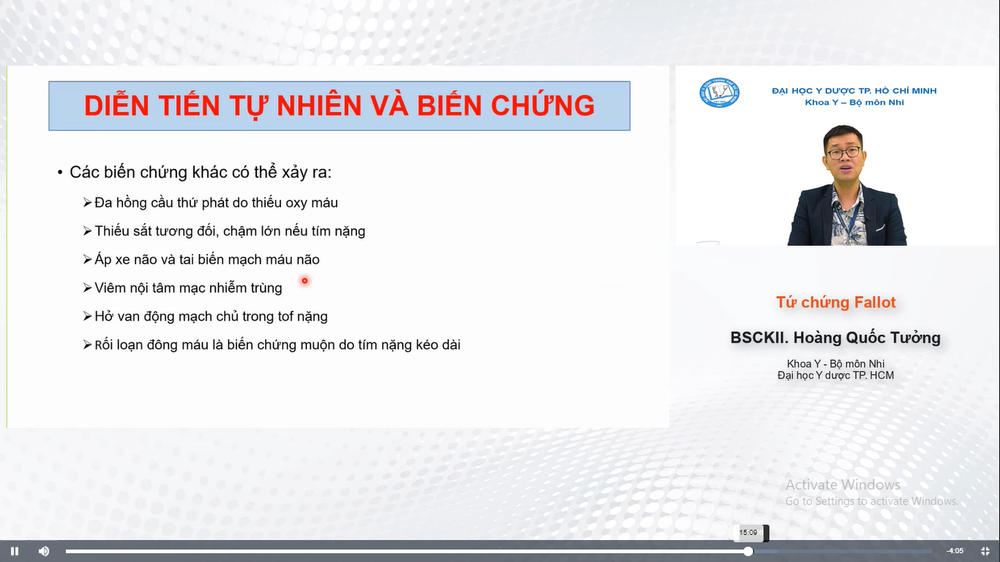 DIỄN TIẾN TỰ NHIÊN VÀ BIẾN CHỨNG
• Các biến chứng khác có thể xảy ra:
➢Đa hồng cầu thứ phát do thiếu oxy máu
➢Thiếu sắt tương đối, chậm lớn nếu tím nặng
➢Áp xe não và tai biến mạch máu não
➢Viêm nội tâm mạc nhiễm trùng
➢Hở van động mạch chủ trong tof nặng
➢Rối loạn đông máu là biến chứng muộn do tím nặng kéo dài
ĐẠI HỌC Y DƯỢC TP. HỒ CHÍ MINH
Khoa Y – Bộ môn Nhi
Tứ chứng Fallot
BSCKII. Hoàng Quốc Tưởng
Khoa Y - Bộ môn Nhi
Đại học Y dược TP. HCM
Activate Windows
Go to Settings to activate Windows.
15:09
-4:05